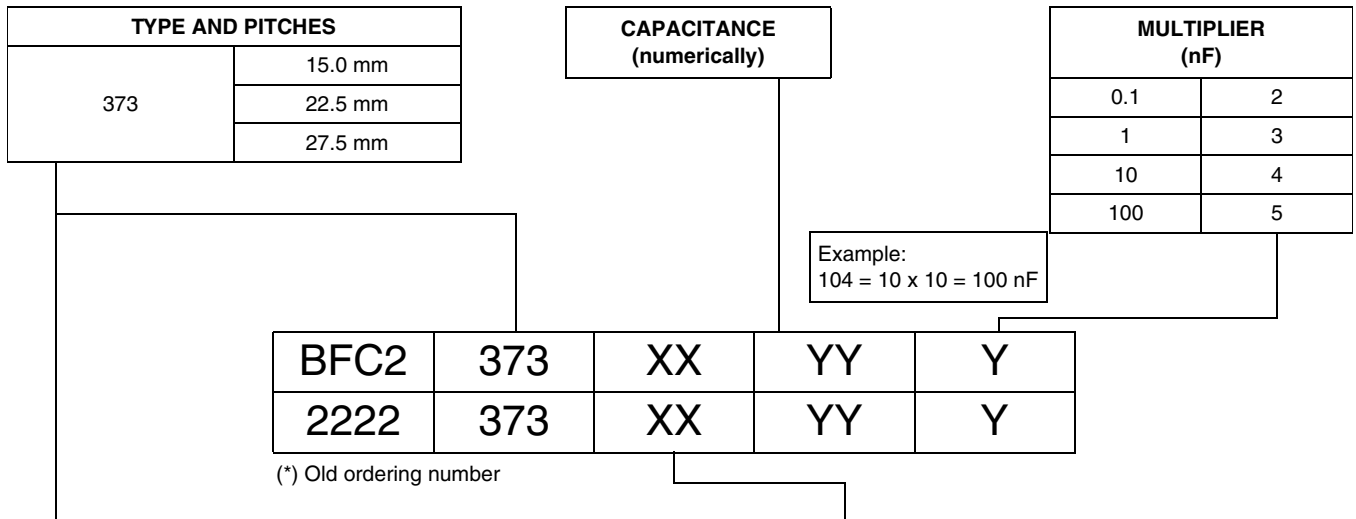 TYPE AND PITCHES
373
15.0 mm
22.5 mm
27.5 mm
CAPACITANCE
(numerically)
MULTIPLIER
(nF)
0.1 2
1 3
10 4
100 5
Example:
104 = 10 x 10 = 100 nF
BFC2 373 XX YY Y
2222 373 XX YY Y
(*) Old ordering number